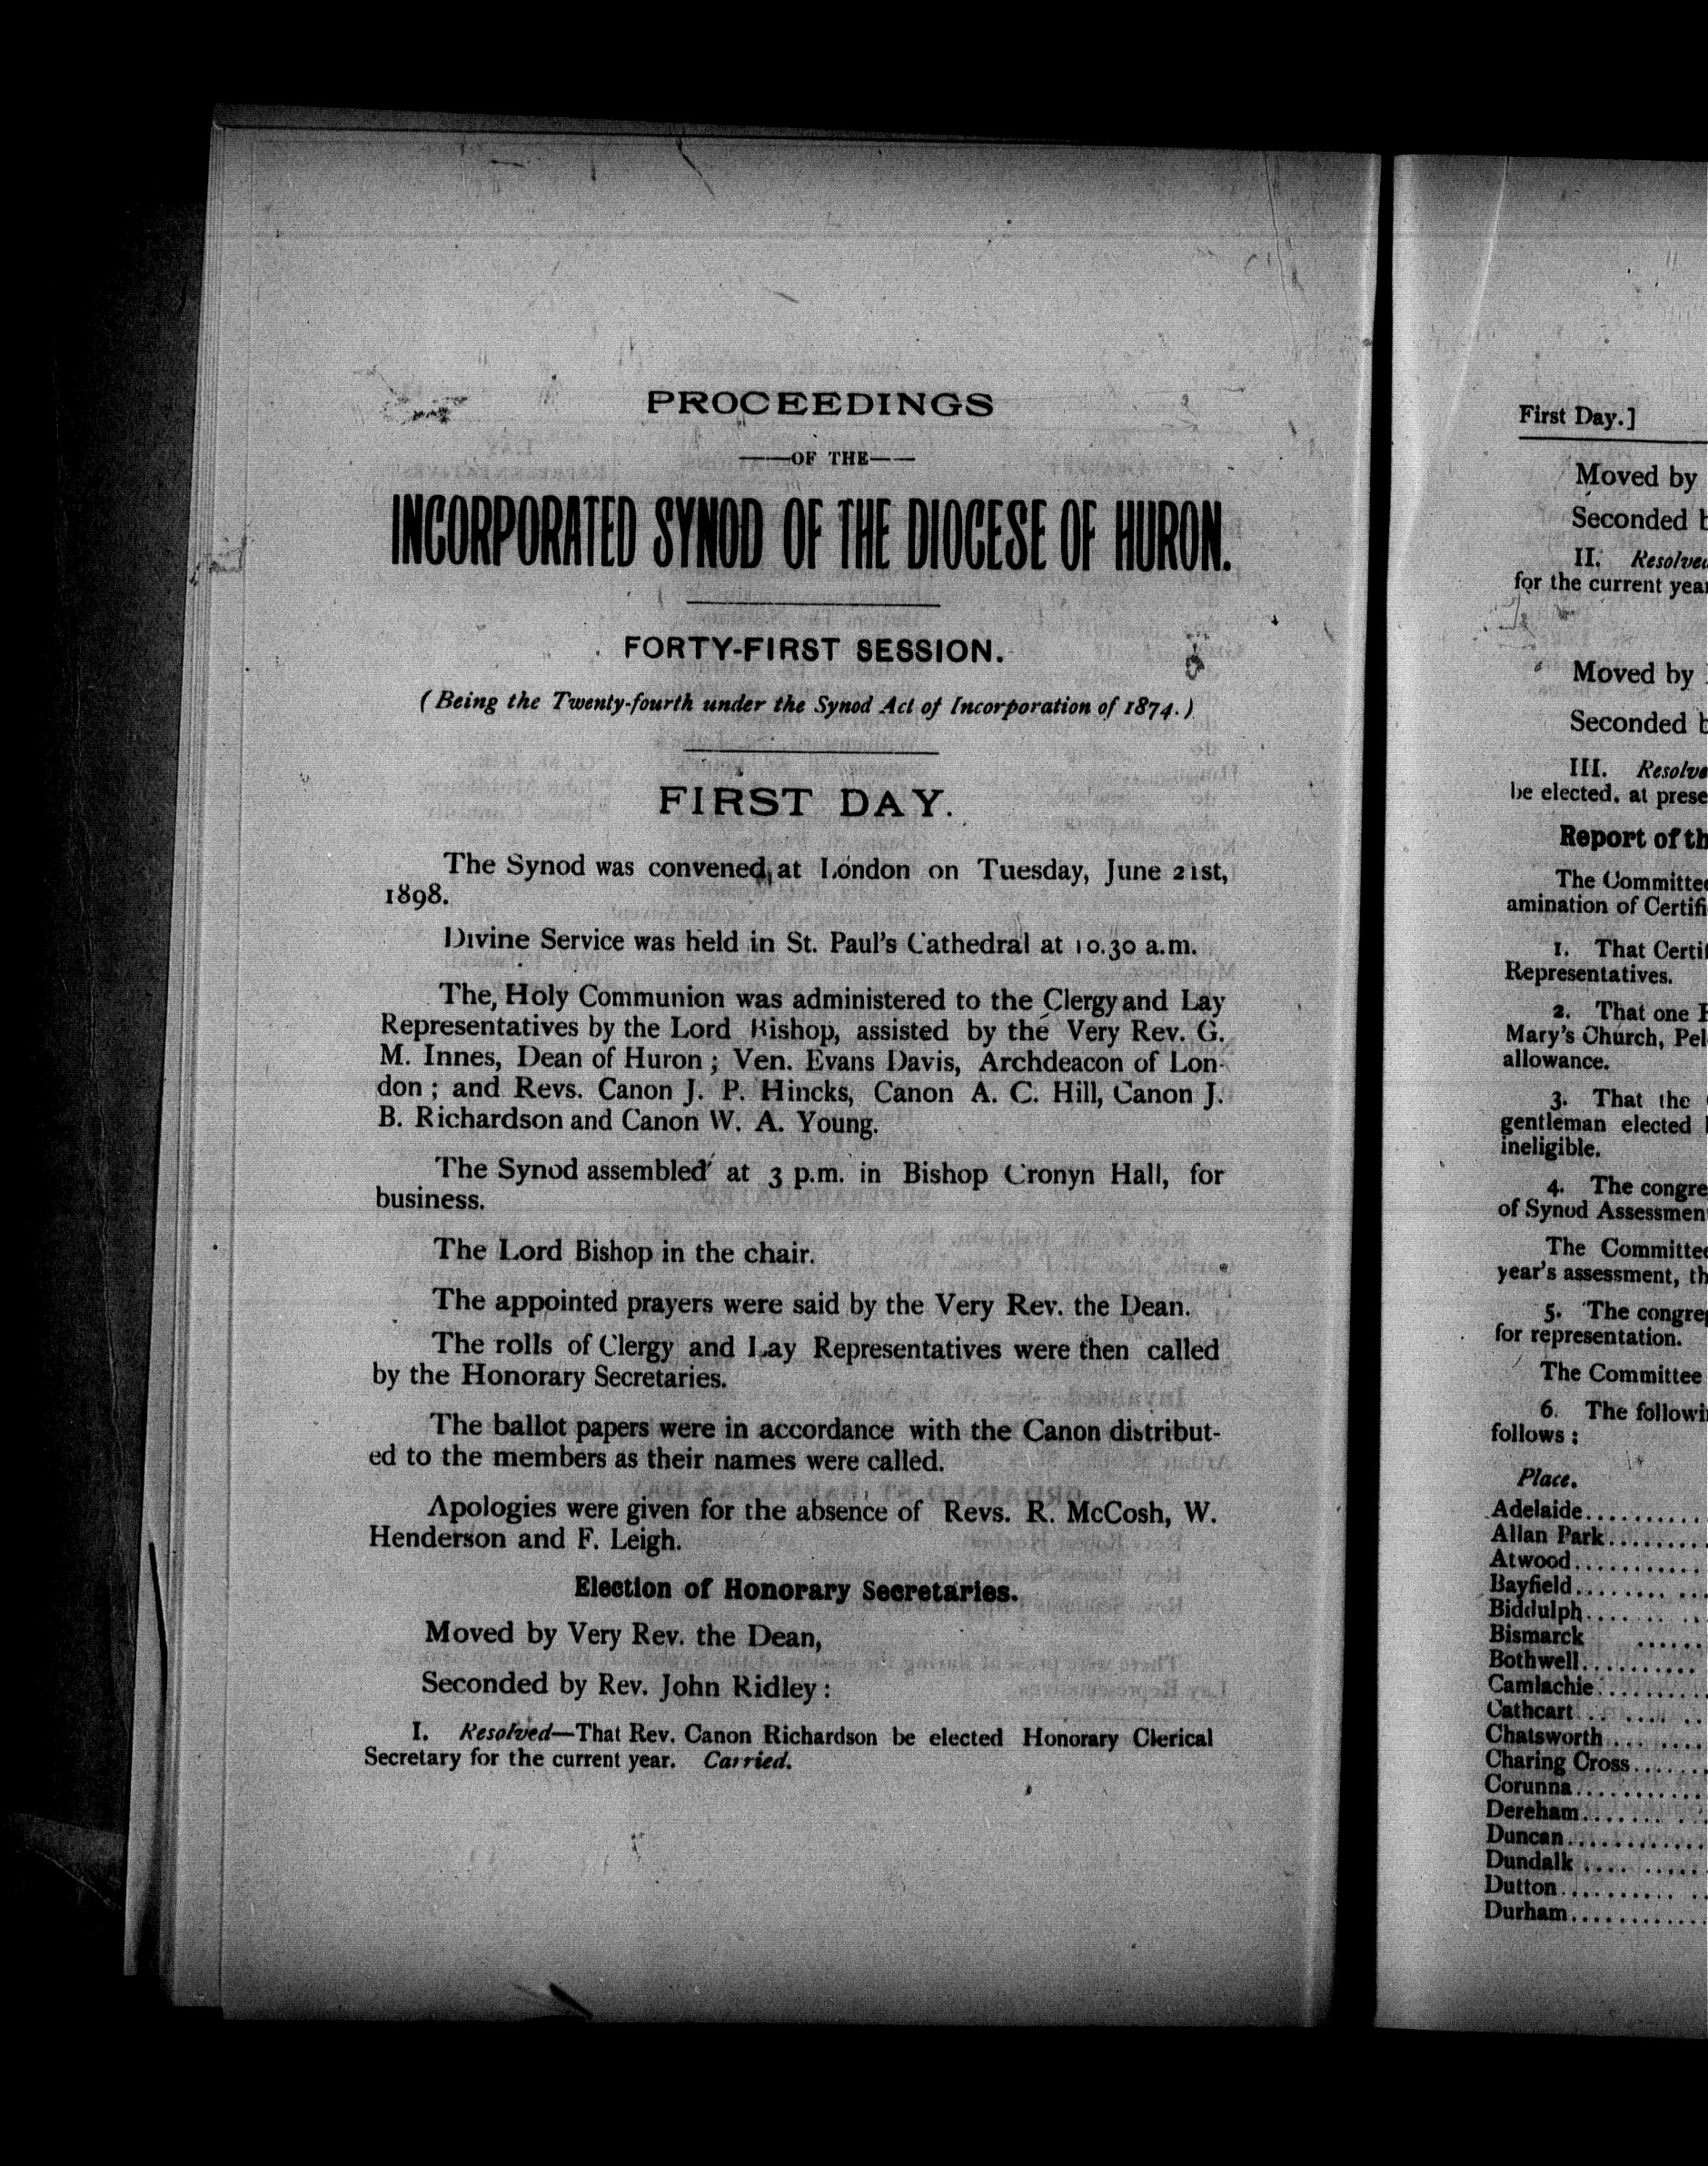 PROCEEDINGS
——OF THE——
INCORPORATED SYNOD OF THE DIOCESE OF HURON.
FORTY-FIRST SESSION.
(Being the Twenty-fourth under the Synod Act of Incorporation of 1874.)
FIRST DAY.
The Synod was convened at London on Tuesday, June 21st,
1898.
Divine Service was held in St. Paul's Cathedral at 10.30 a.m.
The Holy Communion was administered to the Clergy and Lay
Representatives by the Lord Bishop, assisted by the Very Rev. G.
M. Innes, Dean of Huron; Ven. Evans Davis, Archdeacon of Lon-
don; and Revs. Canon J. P. Hincks, Canon A. C. Hill, Canon J.
B. Richardson and Canon W. A. Young.
The Synod assembled at 3 p.m. in Bishop Cronyn Hall, for
business.
The Lord Bishop in the chair.
The appointed prayers were said by the Very Rev. the Dean.
The rolls of Clergy and Lay Representatives were then called
by the Honorary Secretaries.
The ballot papers were in accordance with the Canon distribut-
ed to the members as their names were called.
Apologies were given for the absence of Revs. R. McCosh, W.
Henderson and F. Leigh.
Election of Honorary Secretaries.
Moved by Very Rev. the Dean,
Seconded by Rev. John Ridley:
I. Resolved—That Rev. Canon Richardson be elected Honorary Clerical
Secretary for the current year. Carried.
First Day.]
Moved by
Seconded b
II. Resolved
for the current yea
Moved by
Seconded b
III. Resolve
be elected, at prese
Report of th
The Committee
amination of Certifi
1. That Certif
Representatives.
2. That one
Mary's Church, Pel
allowance.
3. That the
gentleman elected
ineligible.
4. The congre
of Synod Assessmen
The Committee
year's assessment, th
5. The congre
for representation.
The Committee
6. The followi
follows:
Place.
Adelaide..........
Allan Park........
Atwood...........
Bayfield..........
Biddulph.........
Bismarck ......
Bothwell..........
Camlachie.........
Cathcart .........
Chatsworth........
Charing Cross......
Corunna...........
Dereham..........
Duncan...........
Dundalk .........
Dutton...........
Durham...........